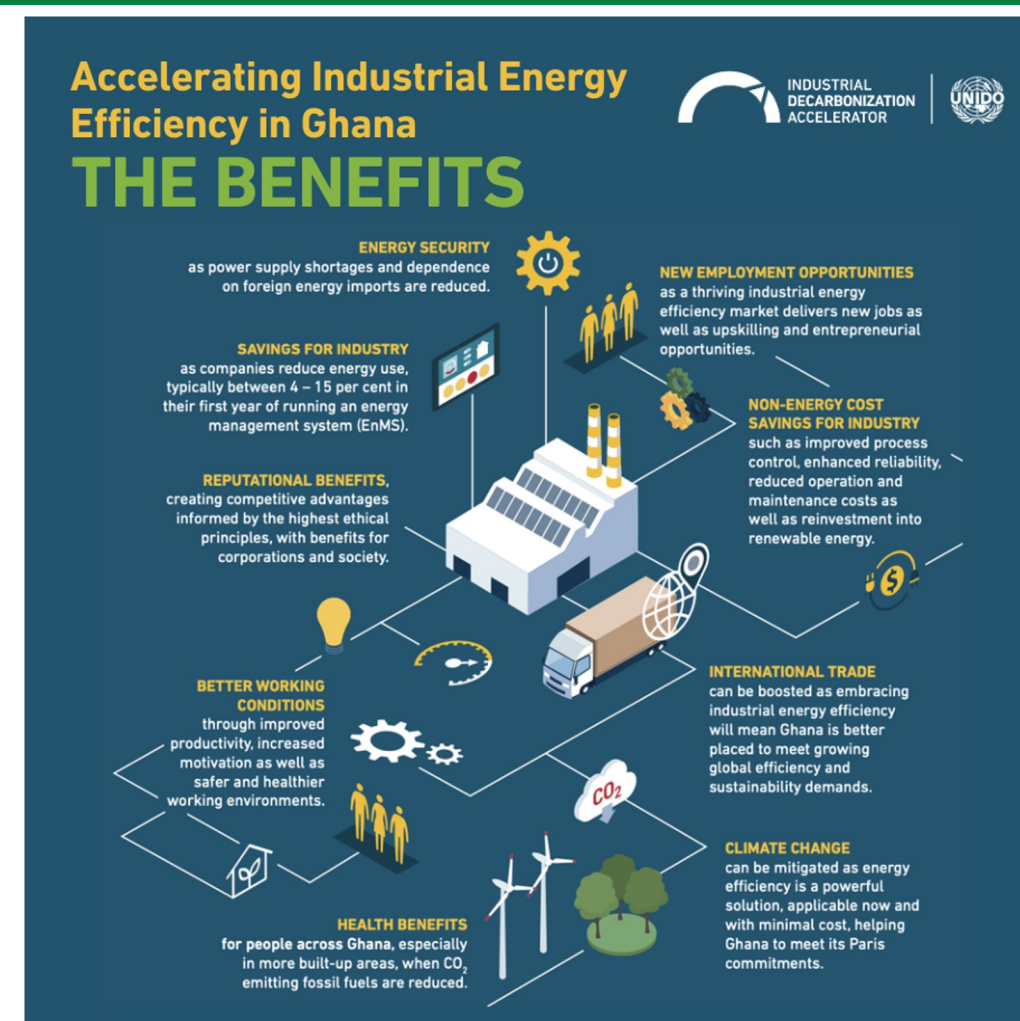 Accelerating Industrial Energy
Efficiency in Ghana
THE BENEFITS
INDUSTRIAL
DECARBONIZATION
ACCELERATOR
UNIDO
ENERGY SECURITY
as power supply shortages and dependence
on foreign energy imports are reduced.
NEW EMPLOYMENT OPPORTUNITIES
as a thriving industrial energy
efficiency market delivers new jobs as
well as upskilling and entrepreneurial
opportunities.
SAVINGS FOR INDUSTRY
as companies reduce energy use,
typically between 4 – 15 per cent in
their first year of running an energy
management system (EnMS).
NON-ENERGY COST
SAVINGS FOR INDUSTRY
such as improved process
control, enhanced reliability,
reduced operation and
maintenance costs as
well as reinvestment into
renewable energy.
REPUTATIONAL BENEFITS,
creating competitive advantages
informed by the highest ethical
principles, with benefits for
corporations and society.
$
INTERNATIONAL TRADE
can be boosted as embracing
industrial energy efficiency
will mean Ghana is better
placed to meet growing
global efficiency and
sustainability demands.
BETTER WORKING
CONDITIONS
through improved
productivity, increased
motivation as well as
safer and healthier
working environments.
CO₂
CLIMATE CHANGE
can be mitigated as energy
efficiency is a powerful
solution, applicable now and
with minimal cost, helping
Ghana to meet its Paris
commitments.
HEALTH BENEFITS
for people across Ghana, especially
in more built-up areas, when CO₂
emitting fossil fuels are reduced.